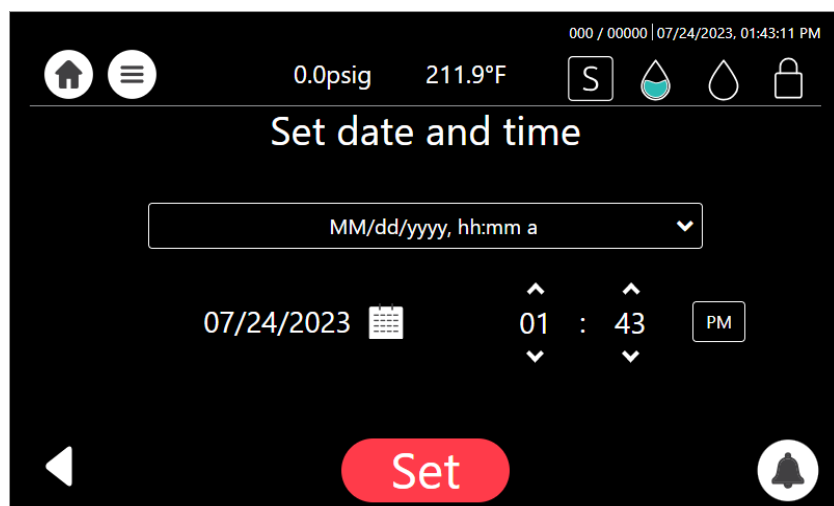 000 / 00000 | 07/24/2023, 01:43:11 PM
0.0psig 211.9°F S
Set date and time
MM/dd/yyyy, hh:mm a
07/24/2023 01 : 43 PM
Set